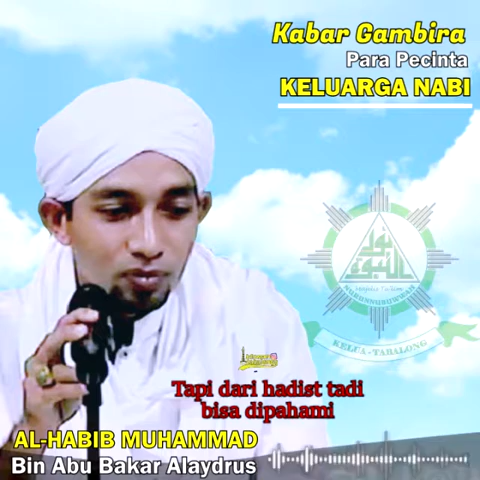 Kabar Gambira
Para Pecinta
KELUARGA NABI
KELUA - TABALONG
Tapi dari hadist tadi
bisa dipahami
AL-HABIB MUHAMMAD
Bin Abu Bakar Alaydrus